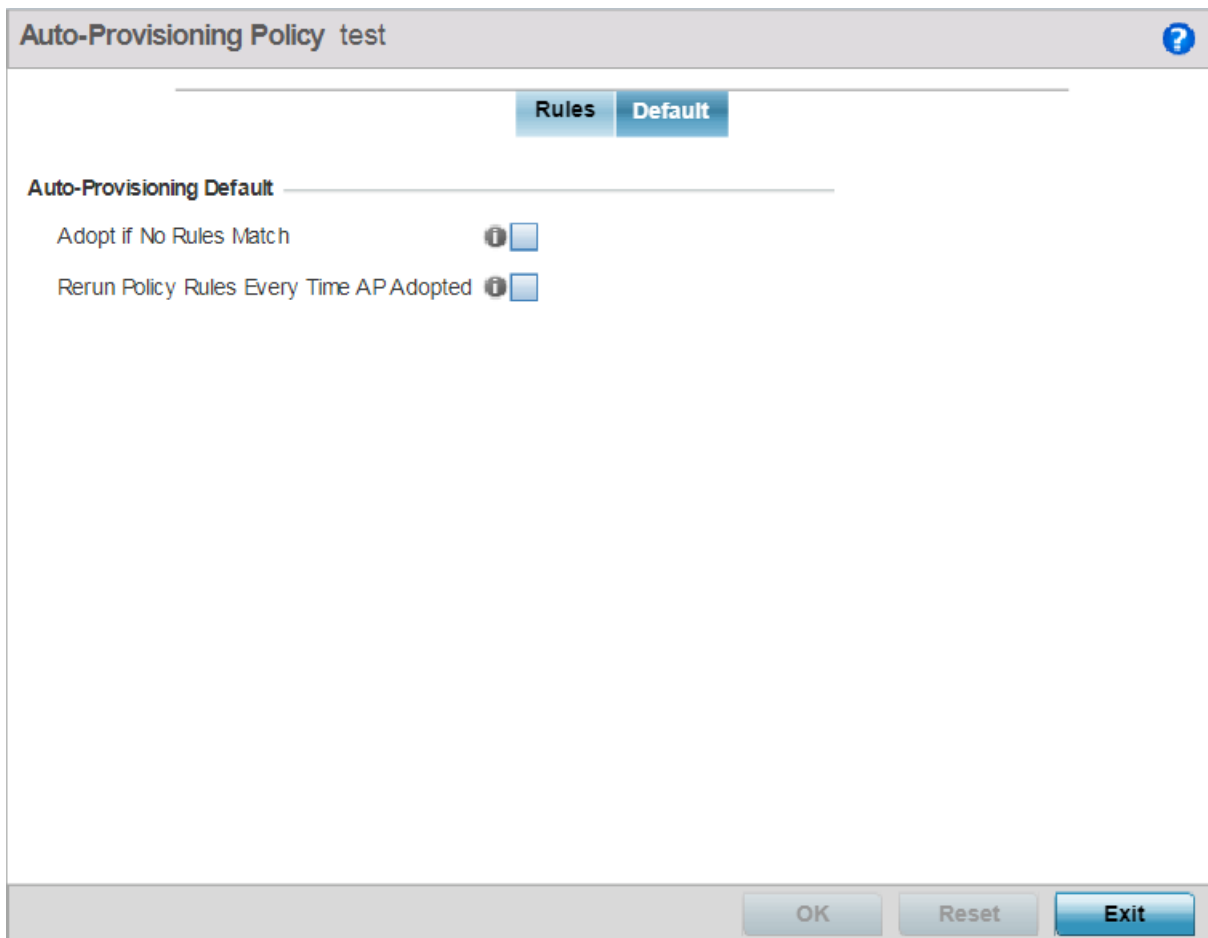 Auto-Provisioning Policy test
?
Rules Default
Auto-Provisioning Default
Adopt if No Rules Match
Rerun Policy Rules Every Time AP Adopted
OK Reset Exit